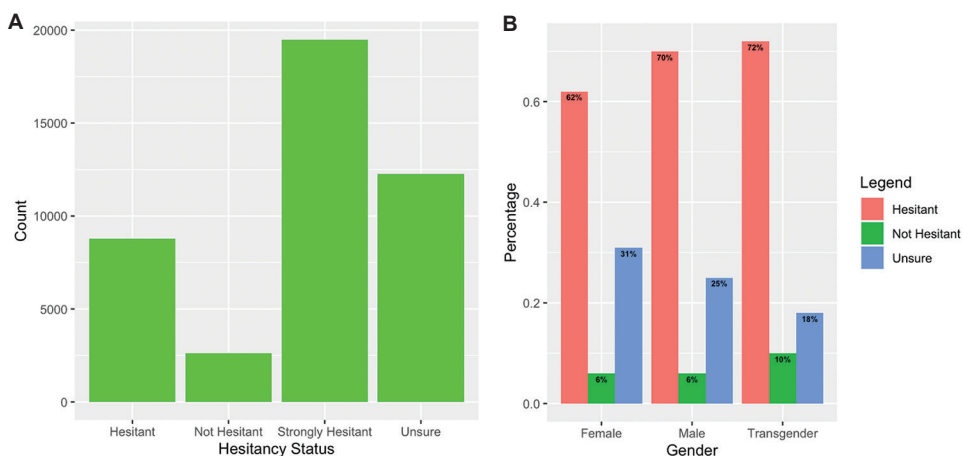 A
20000
15000
10000
5000
0
Count
Hesitant Not Hesitant Strongly Hesitant Unsure
Hesitancy Status
B
0.6
0.4
0.2
0.0
Percentage
62%
6%
31%
70%
6%
25%
72%
10%
18%
Female Male Transgender
Gender
Legend
Hesitant
Not Hesitant
Unsure